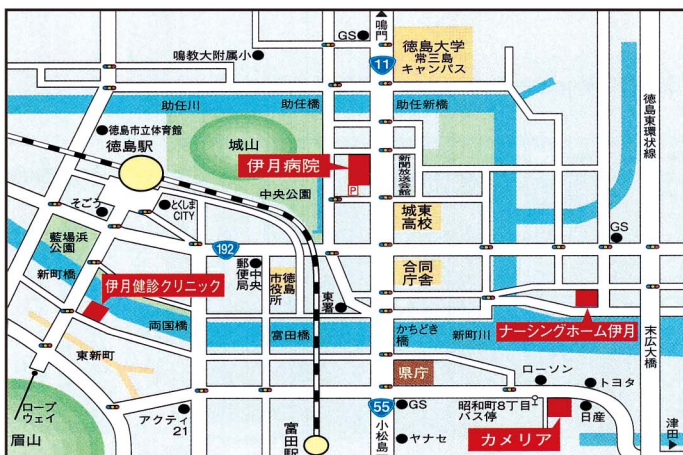 鳴門
GS
11
徳島大学
常三島
キャンパス
鳴教大附属小
助任川
助任橋
助任新橋
徳島東環状線
徳島市立体育館
徳島駅
城山
伊月病院
P
新聞放送会館
中央公園
そごう
とくしま
CITY
城東
高校
GS
藍場浜
公園
192
新町橋
中央
郵便局
徳島
市役所
合同
庁舎
伊月健診クリニック
東署
ナーシングホーム伊月
両国橋
富田橋
かちどき
橋
新町川
末広大橋
東新町
県庁
ローソン
トヨタ
ロープ
ウェイ
アクティ
21
55
GS
昭和町8丁目
バス停
日産
眉山
富田駅
小松島
ヤナセ
カメリア
津田